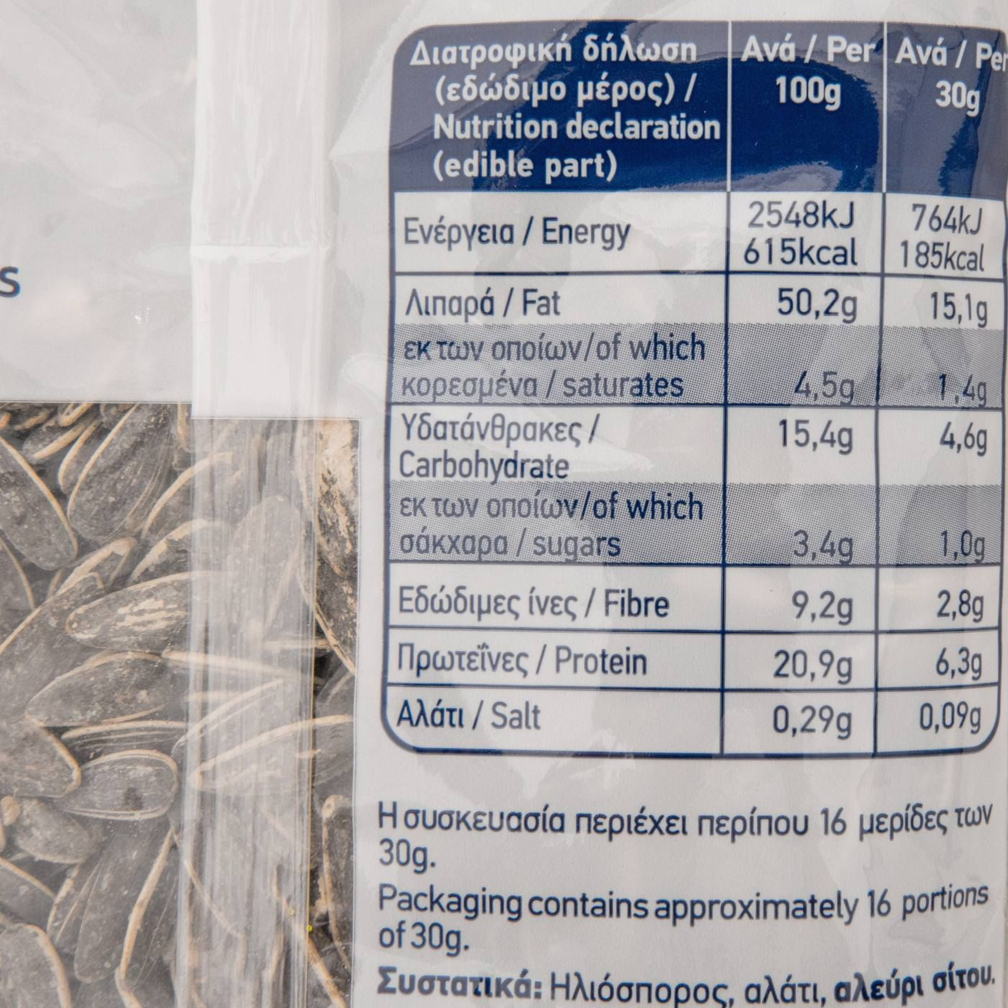 s
Διατροφική δήλωση
(εδώδιμο μέρος) /
Nutrition declaration
(edible part)
Ανά / Per
100g
Ανά / Per
30g
Ενέργεια / Energy
2548kJ
615kcal
764kJ
185kcal
Λιπαρά / Fat
50,2g
15,1g
εκ των οποίων/of which
κορεσμένα / saturates
4,5g
1,4g
Υδατάνθρακες /
Carbohydrate
15,4g
4,6g
εκ των οποίων/of which
σάκχαρα / sugars
3,4g
1,0g
Εδώδιμες ίνες / Fibre
9,2g
2,8g
Πρωτεΐνες / Protein
20,9g
6,3g
Αλάτι / Salt
0,29g
0,09g
Η συσκευασία περιέχει περίπου 16 μερίδες των
30g.
Packaging contains approximately 16 portions
of 30g.
Συστατικά: Ηλιόσπορος, αλάτι, αλεύρι σίτου.